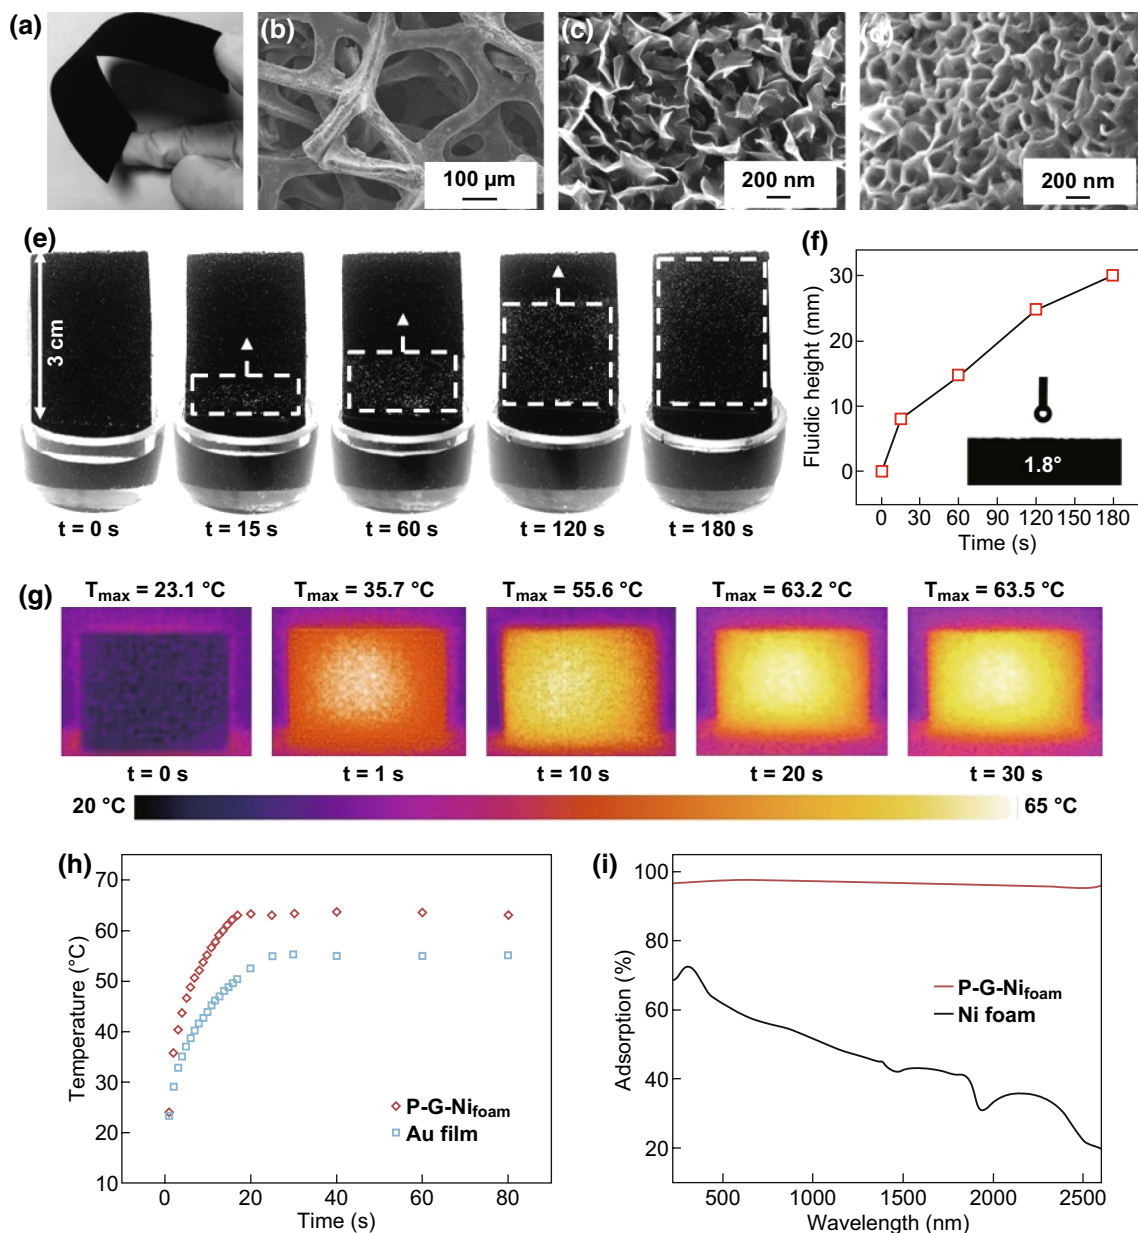 (a)
(b)
(c)
(d)
100 µm
200 nm
200 nm
(e)
3 cm
t = 0 s
t = 15 s
t = 60 s
t = 120 s
t = 180 s
(f)
Fluidic height (mm)
30
20
10
0
1.8°
0 30 60 90 120 150 180
Time (s)
(g)
Tmax = 23.1 °C
Tmax = 35.7 °C
Tmax = 55.6 °C
Tmax = 63.2 °C
Tmax = 63.5 °C
t = 0 s
t = 1 s
t = 10 s
t = 20 s
t = 30 s
20 °C
65 °C
(h)
Temperature (°C)
70
60
50
40
30
20
10
P-G-Nifoam
Au film
0 20 40 60 80
Time (s)
(i)
Adsorption (%)
100
80
60
40
20
P-G-Nifoam
Ni foam
500 1000 1500 2000 2500
Wavelength (nm)